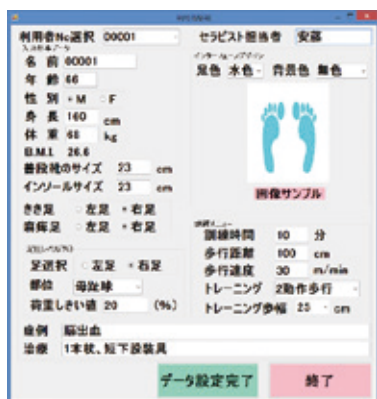 利用者No選択 00001
セラピスト担当者 安部
名 前 00001
年 齢 66
性 別 M F
身 長 160 cm
体 重 68 kg
B.M.I. 26.6
普段靴のサイズ 23 cm
インソールサイズ 23 cm
きき足 左足 右足
麻痺足 左足 右足
足選択 左足 右足
部位 母趾球
荷重しきい値 20 (%)
足色 水色 背景色 無色
画像サンプル
訓練時間 10 分
歩行距離 100 cm
歩行速度 30 m/min
トレーニング 2動作歩行
トレーニング歩幅 25 cm
症例 脳出血
治療 1本杖、短下肢装具
データ設定完了
終了